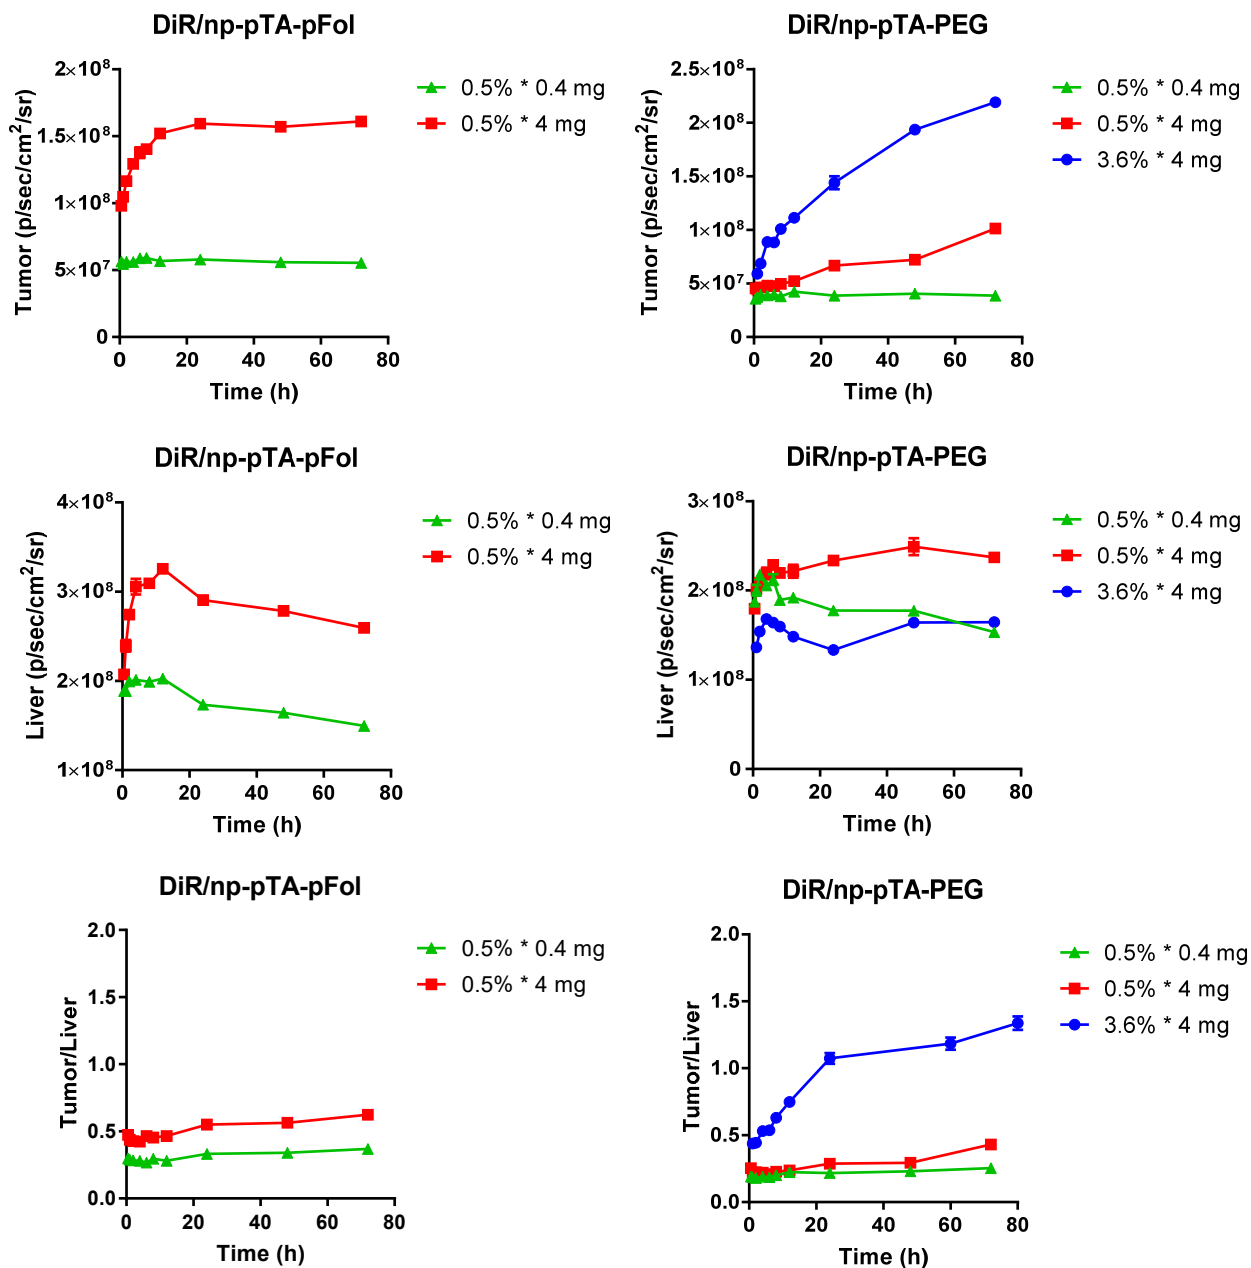 DiR/np-pTA-pFol
Tumor (p/sec/cm²/sr)
2×10⁸
1.5×10⁸
1×10⁸
5×10⁷
0
0 20 40 60 80
Time (h)
0.5% * 0.4 mg
0.5% * 4 mg
DiR/np-pTA-PEG
Tumor (p/sec/cm²/sr)
2.5×10⁸
2×10⁸
1.5×10⁸
1×10⁸
5×10⁷
0
0 20 40 60 80
Time (h)
0.5% * 0.4 mg
0.5% * 4 mg
3.6% * 4 mg
DiR/np-pTA-pFol
Liver (p/sec/cm²/sr)
4×10⁸
3×10⁸
2×10⁸
1×10⁸
0 20 40 60 80
Time (h)
0.5% * 0.4 mg
0.5% * 4 mg
DiR/np-pTA-PEG
Liver (p/sec/cm²/sr)
3×10⁸
2×10⁸
1×10⁸
0
0 20 40 60 80
Time (h)
0.5% * 0.4 mg
0.5% * 4 mg
3.6% * 4 mg
DiR/np-pTA-pFol
Tumor/Liver
2.0
1.5
1.0
0.5
0.0
0 20 40 60 80
Time (h)
0.5% * 0.4 mg
0.5% * 4 mg
DiR/np-pTA-PEG
Tumor/Liver
2.0
1.5
1.0
0.5
0.0
0 20 40 60 80
Time (h)
0.5% * 0.4 mg
0.5% * 4 mg
3.6% * 4 mg